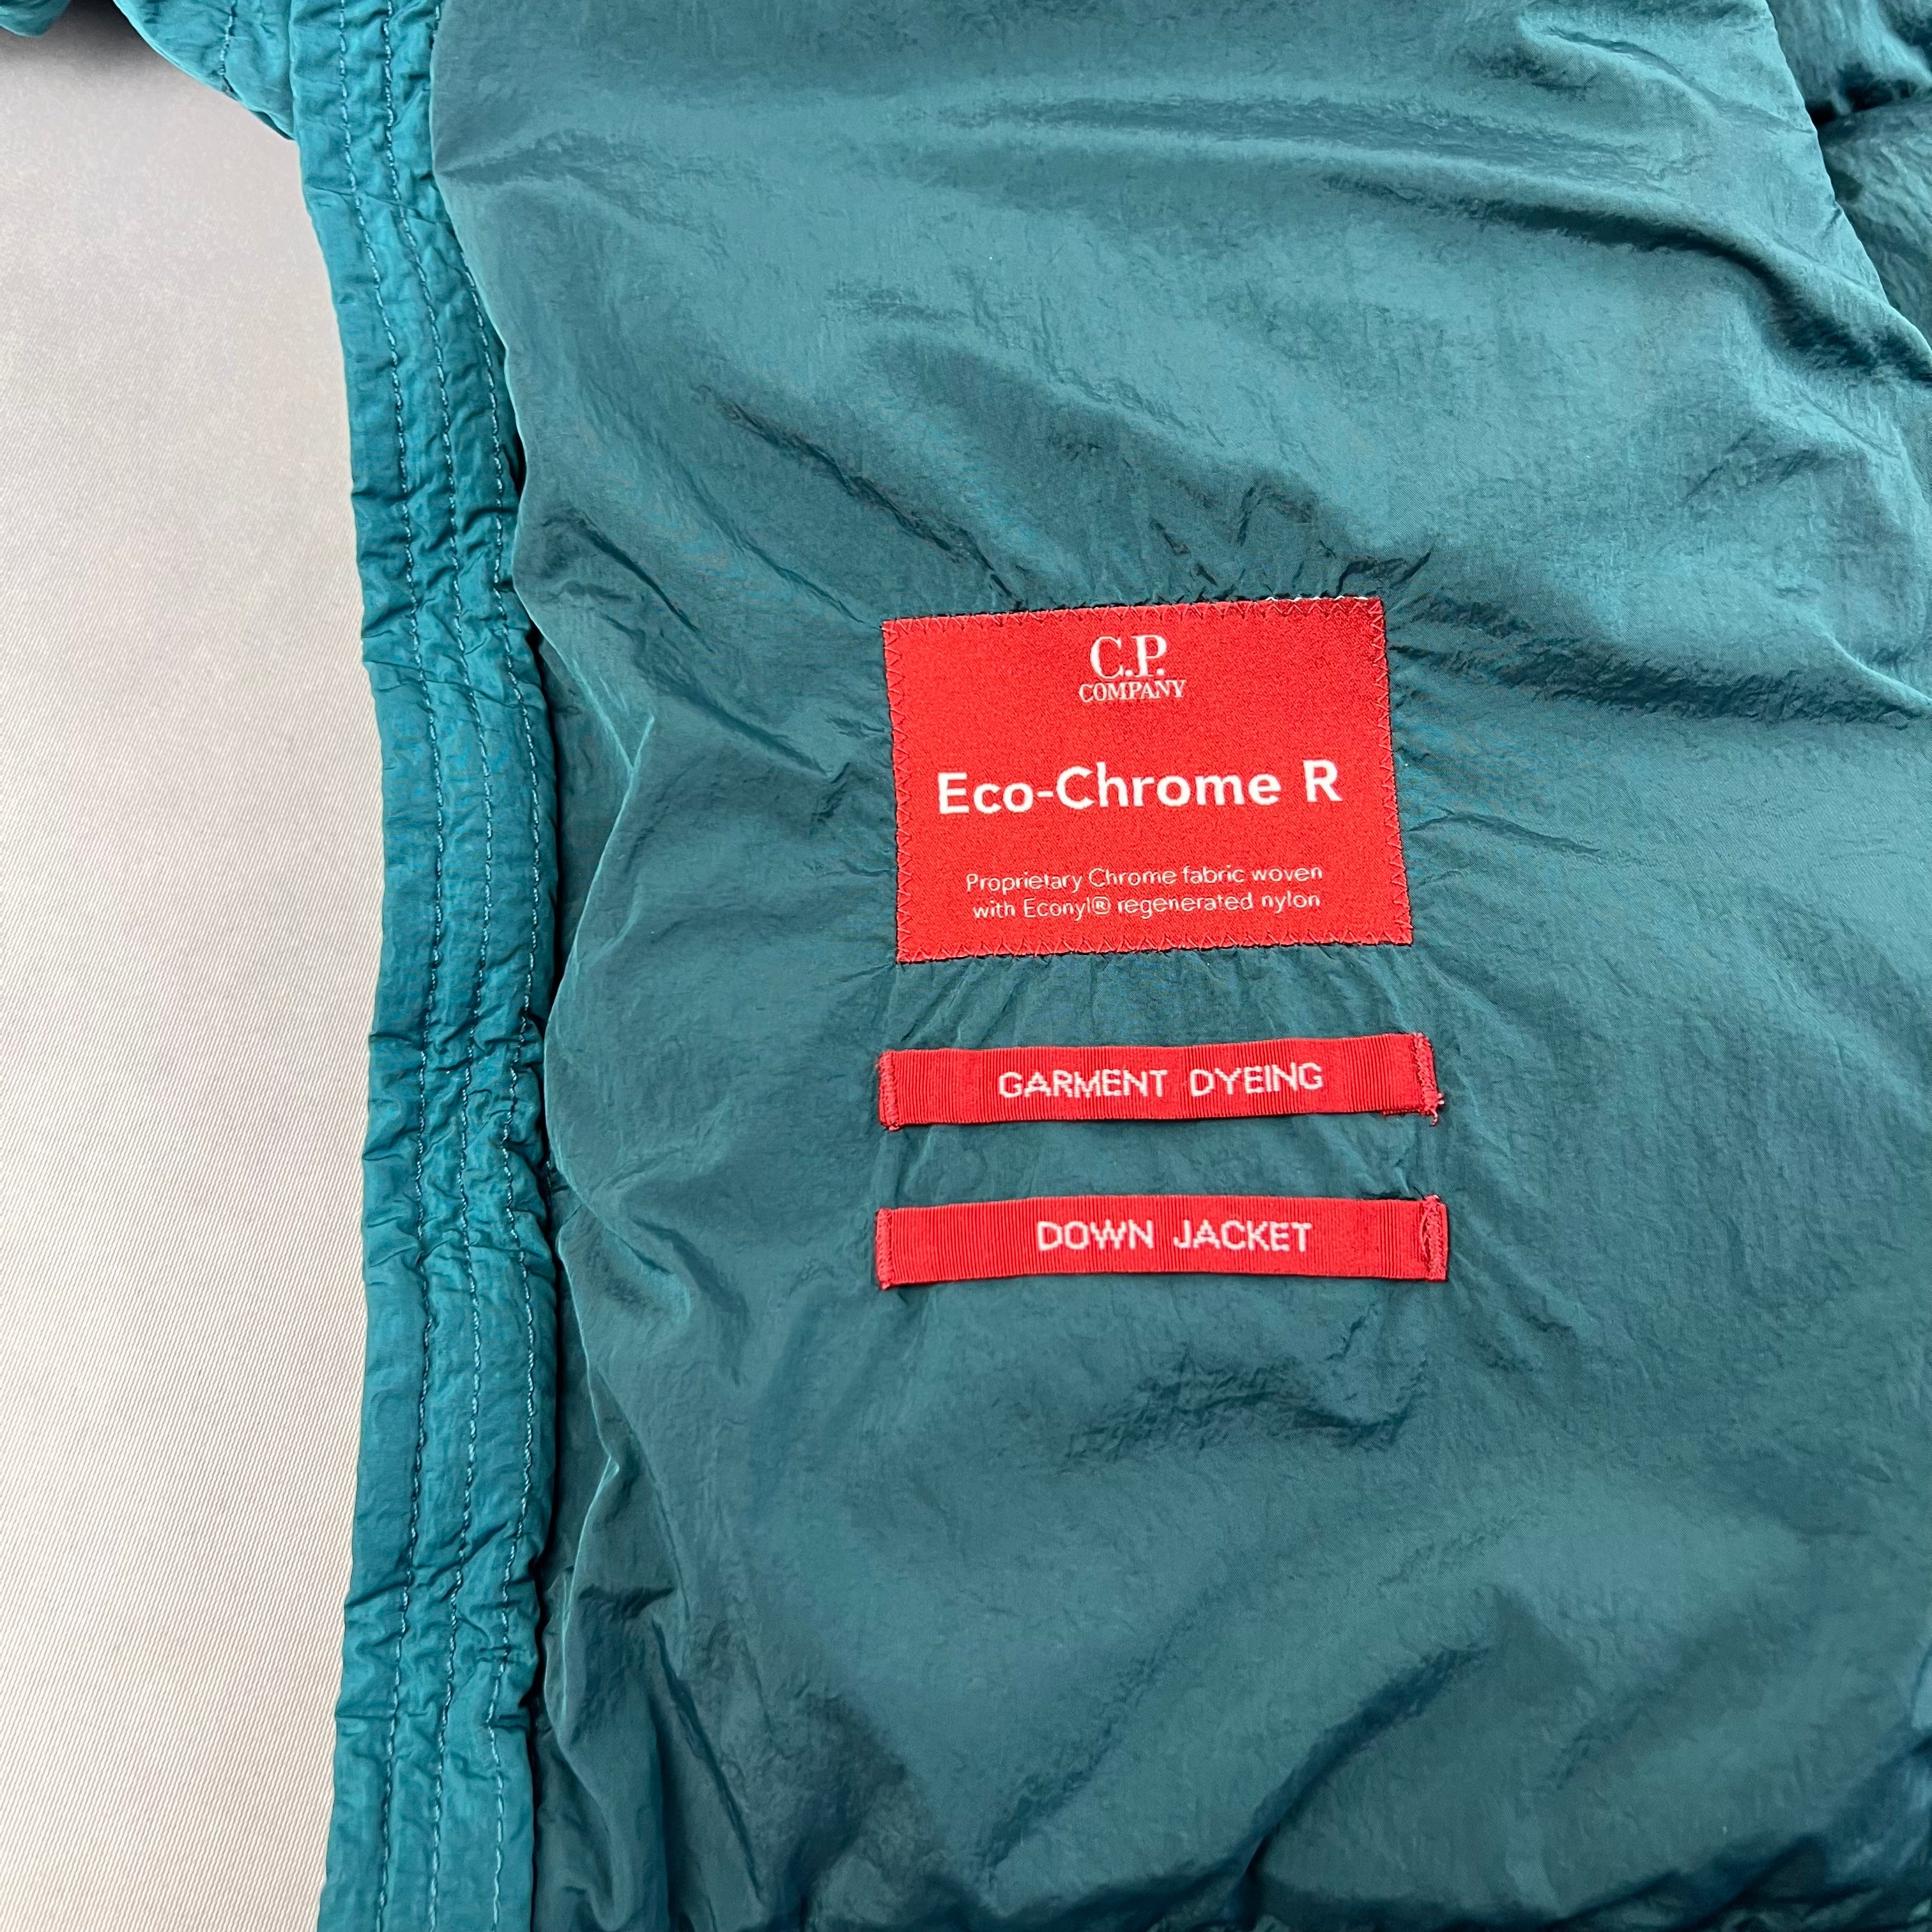 C.P.
COMPANY
Eco-Chrome R
Proprietary Chrome fabric woven
with Econyl® regenerated nylon
GARMENT DYEING
DOWN JACKET